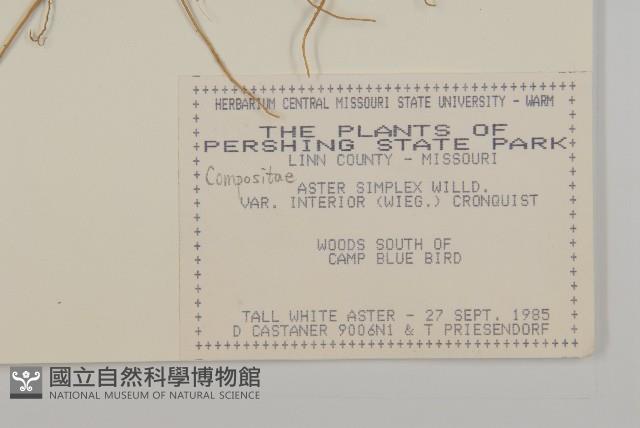 HERBARIUM CENTRAL MISSOURI STATE UNIVERSITY - WARM
THE PLANTS OF
PERSHING STATE PARK
LINN COUNTY - MISSOURI
Compositae
ASTER SIMPLEX WILLD.
VAR. INTERIOR (WIEG.) CRONQUIST
WOODS SOUTH OF
CAMP BLUE BIRD
TALL WHITE ASTER - 27 SEPT. 1985
D CASTANER 9006N1 & T PRIESENDORF
國立自然科學博物館
NATIONAL MUSEUM OF NATURAL SCIENCE